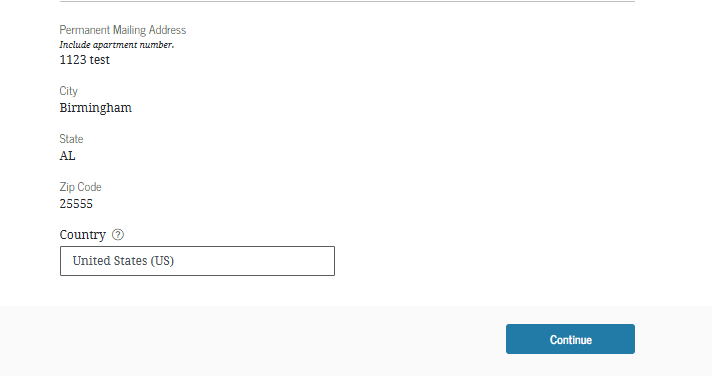 Permanent Mailing Address
Include apartment number.
1123 test
City
Birmingham
State
AL
Zip Code
25555
Country ?
United States (US)
Continue